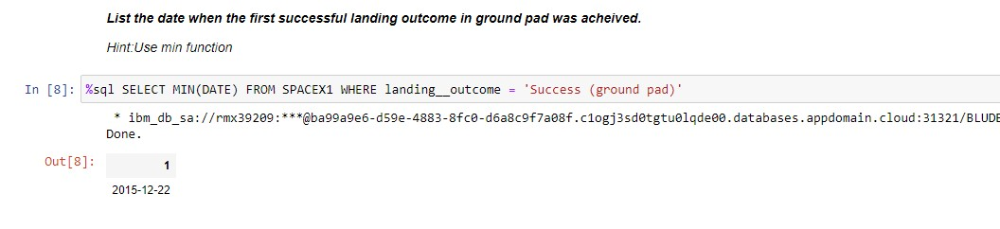 List the date when the first successful landing outcome in ground pad was acheived.
Hint:Use min function
In [8]: %sql SELECT MIN(DATE) FROM SPACEX1 WHERE landing__outcome = 'Success (ground pad)'
* ibm_db_sa://rmx39209:***@ba99a9e6-d59e-4883-8fc0-d6a8c9f7a08f.c1ogj3sd0tgtu0lqde00.databases.appdomain.cloud:31321/BLUDB
Done.
Out[8]: 1
2015-12-22